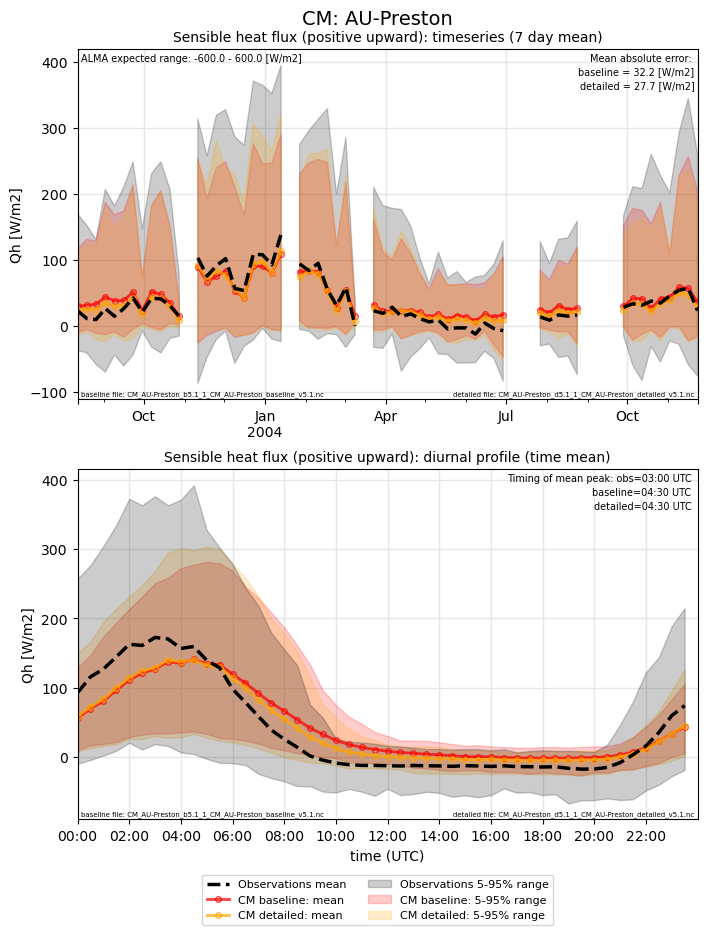 CM: AU-Preston
Sensible heat flux (positive upward): timeseries (7 day mean)
ALMA expected range: -600.0 - 600.0 [W/m2]
Mean absolute error:
baseline = 32.2 [W/m2]
detailed = 27.7 [W/m2]
400
300
200
100
0
−100
Qh [W/m2]
baseline file: CM_AU-Preston_b5.1_1_CM_AU-Preston_baseline_v5.1.nc
detailed file: CM_AU-Preston_d5.1_1_CM_AU-Preston_detailed_v5.1.nc
Oct Jan Apr Jul Oct
2004
Sensible heat flux (positive upward): diurnal profile (time mean)
Timing of mean peak: obs=03:00 UTC
baseline=04:30 UTC
detailed=04:30 UTC
400
300
200
100
0
Qh [W/m2]
baseline file: CM_AU-Preston_b5.1_1_CM_AU-Preston_baseline_v5.1.nc
detailed file: CM_AU-Preston_d5.1_1_CM_AU-Preston_detailed_v5.1.nc
00:00 02:00 04:00 06:00 08:00 10:00 12:00 14:00 16:00 18:00 20:00 22:00
time (UTC)
Observations mean
CM baseline: mean
CM detailed: mean
Observations 5-95% range
CM baseline: 5-95% range
CM detailed: 5-95% range